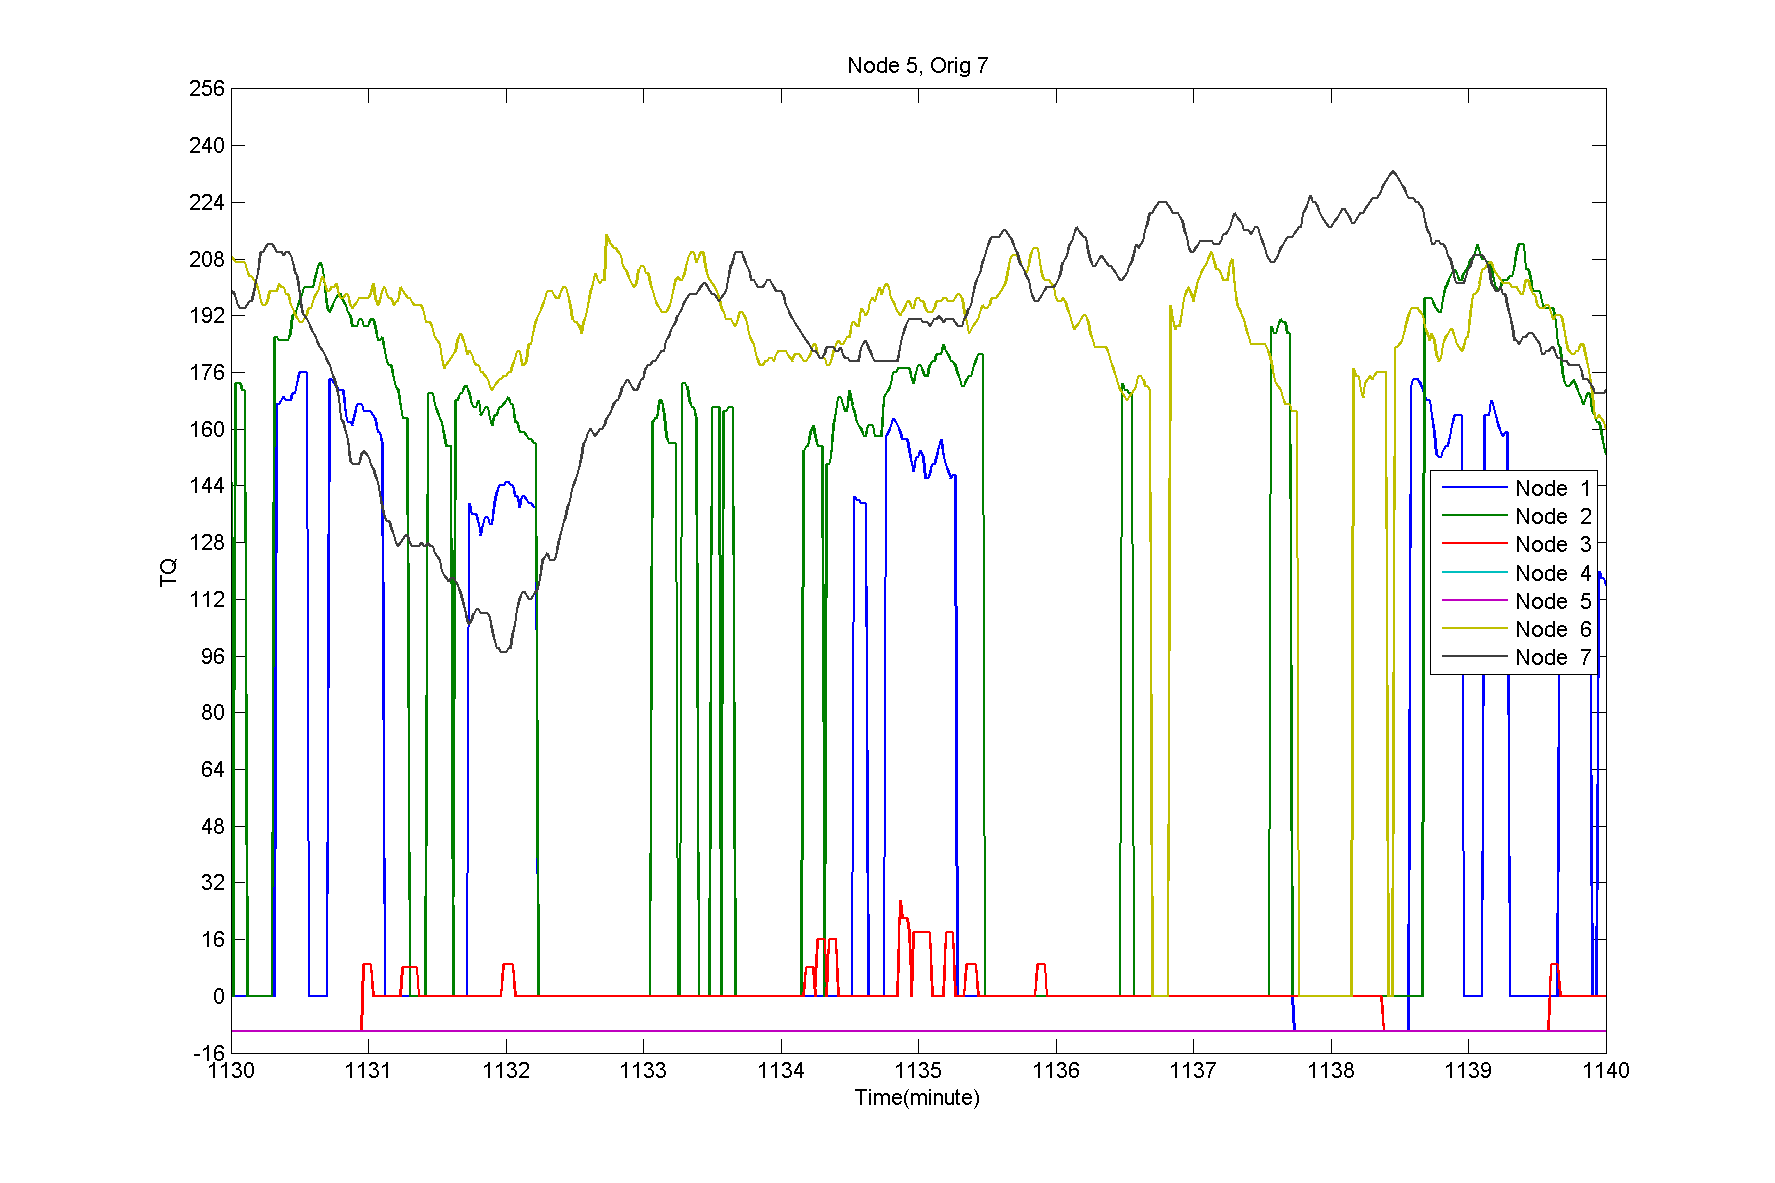 Node 5, Orig 7
256
240
224
208
192
176
160
144
128
112
96
80
64
48
32
16
0
-16
TQ
Node 1
Node 2
Node 3
Node 4
Node 5
Node 6
Node 7
1130 1131 1132 1133 1134 1135 1136 1137 1138 1139 1140
Time(minute)